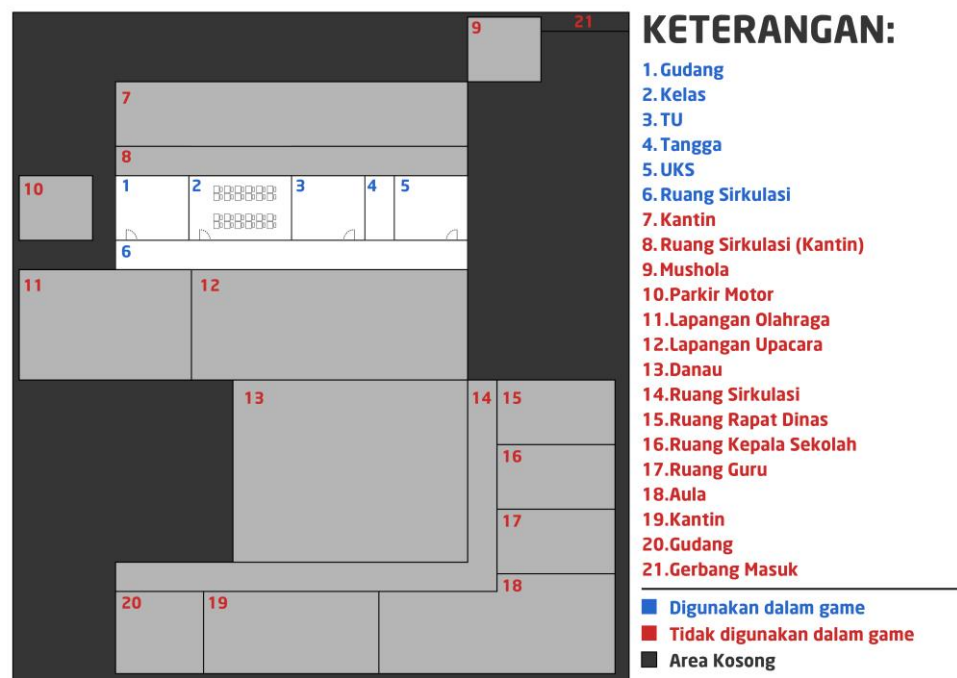 9
21
7
8
10
1
2
3
4
5
6
11
12
13
14
15
16
17
18
20
19
KETERANGAN:
1.Gudang
2.Kelas
3.TU
4.Tangga
5.UKS
6.Ruang Sirkulasi
7.Kantin
8.Ruang Sirkulasi (Kantin)
9.Mushola
10.Parkir Motor
11.Lapangan Olahraga
12.Lapangan Upacara
13.Danau
14.Ruang Sirkulasi
15.Ruang Rapat Dinas
16.Ruang Kepala Sekolah
17.Ruang Guru
18.Aula
19.Kantin
20.Gudang
21.Gerbang Masuk
Digunakan dalam game
Tidak digunakan dalam game
Area Kosong